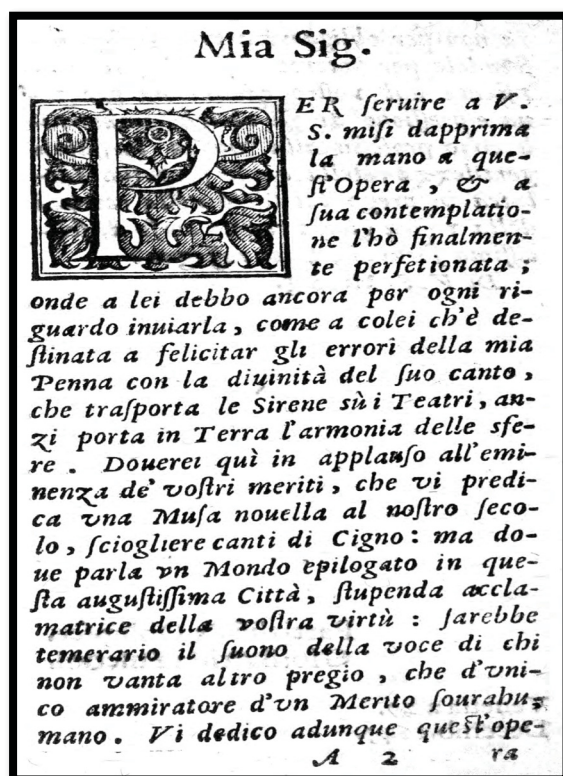 Mia Sig.
PER ſeruire a V.
S. miſi dapprima
la mano a que-
ſt'Opera, & a
ſua contemplatio-
ne l'hò finalmen-
te perfetionata;
onde a lei debbo ancora per ogni ri-
guardo inuiarla, come a colei ch'è de-
ſtinata a felicitar gli errori della mia
Penna con la diuinità del ſuo canto,
che traſporta le Sirene sù i Teatri, an-
zi porta in Terra l'armonia delle sfe-
re. Douerei quì in applauſo all'emi-
nenza de' voſtri meriti, che vi predi-
ca vna Muſa nouella al noſtro ſeco-
lo, ſciogliere canti di Cigno: ma do-
ue parla vn Mondo epilogato in que-
ſta auguſtiſſima Città, ſtupenda accla-
matrice della voſtra virtù: ſarebbe
temerario il ſuono della voce di chi
non vanta altro pregio, che d'vni-
co ammiratore d'vn Merito ſourahu-
mano. Vi dedico adunque queſt'ope-
A 2 ra